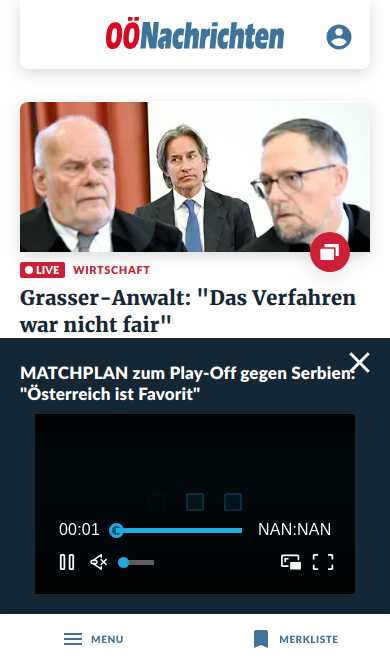 OÖNachrichten
LIVE WIRTSCHAFT
Grasser-Anwalt: "Das Verfahren
war nicht fair"
MATCHPLAN zum Play-Off gegen Serbien:
"Österreich ist Favorit"
00:01 NAN:NAN
MENU MERKLISTE